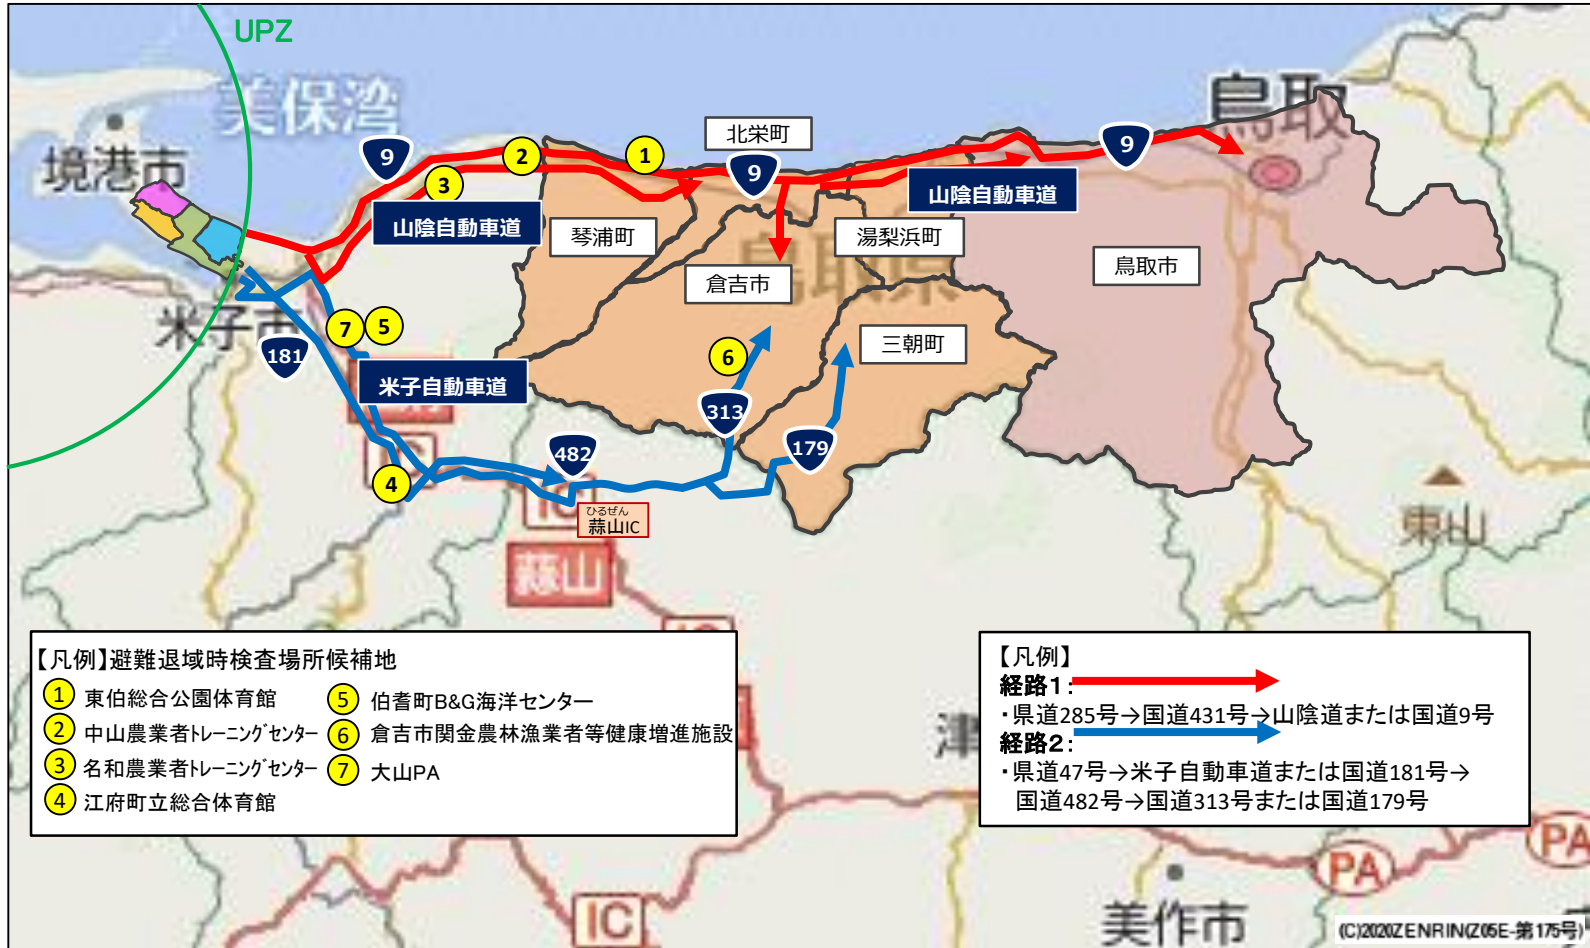 UPZ
美保湾
境港市
鳥取
北栄町
9
2
1
9
9
3
山陰自動車道
山陰自動車道
琴浦町
湯梨浜町
倉吉市
鳥取市
米子市
7
5
181
6
三朝町
米子自動車道
313
482
179
4
IC
ひるぜん
蒜山IC
蒜山
東山
【凡例】避難退域時検査場所候補地
1 東伯総合公園体育館
2 中山農業者トレーニングセンター
3 名和農業者トレーニングセンター
4 江府町立総合体育館
5 伯耆町B&G海洋センター
6 倉吉市関金農林漁業者等健康増進施設
7 大山PA
【凡例】
経路1:
・県道285号→国道431号→山陰道または国道9号
経路2:
・県道47号→米子自動車道または国道181号→
国道482号→国道313号または国道179号
津
PA
PA
IC
美作市
(C)2020ZENRIN(Z05E-第175号)